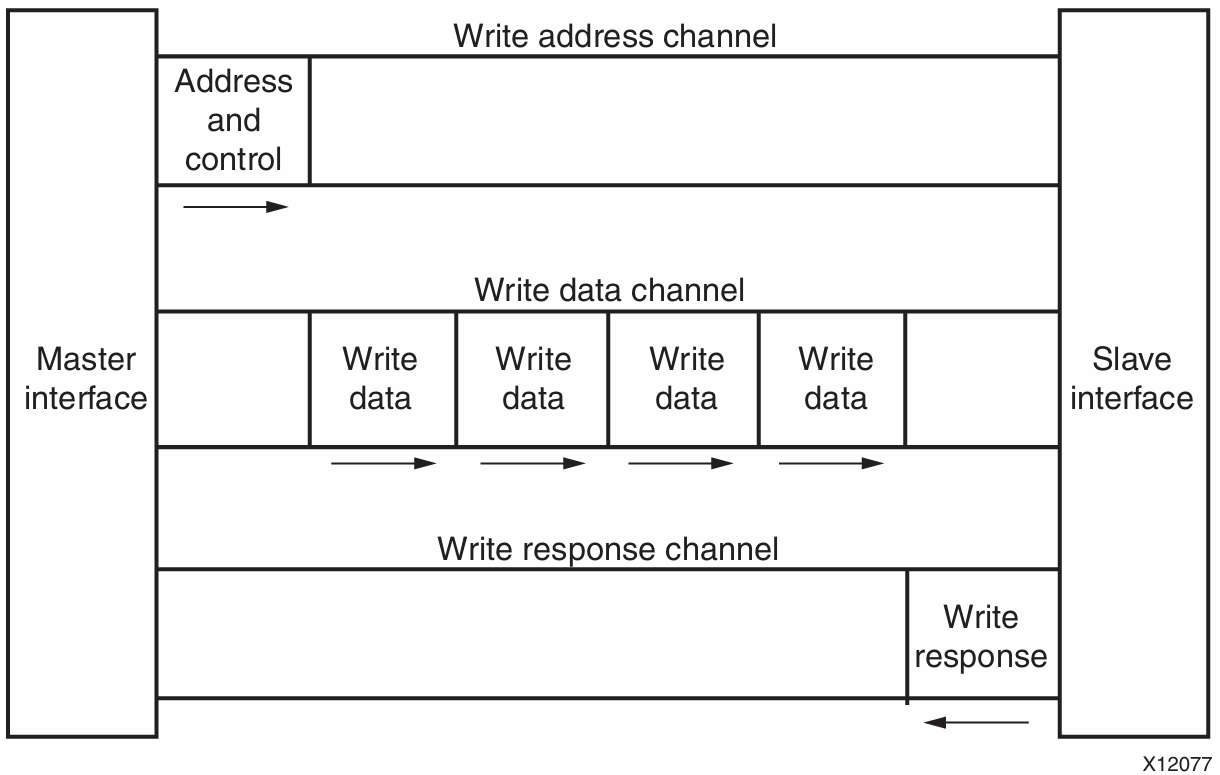 Write address channel
Address
and
control
Write data channel
Master
interface
Write
data
Write
data
Write
data
Write
data
Slave
interface
Write response channel
Write
response
X12077